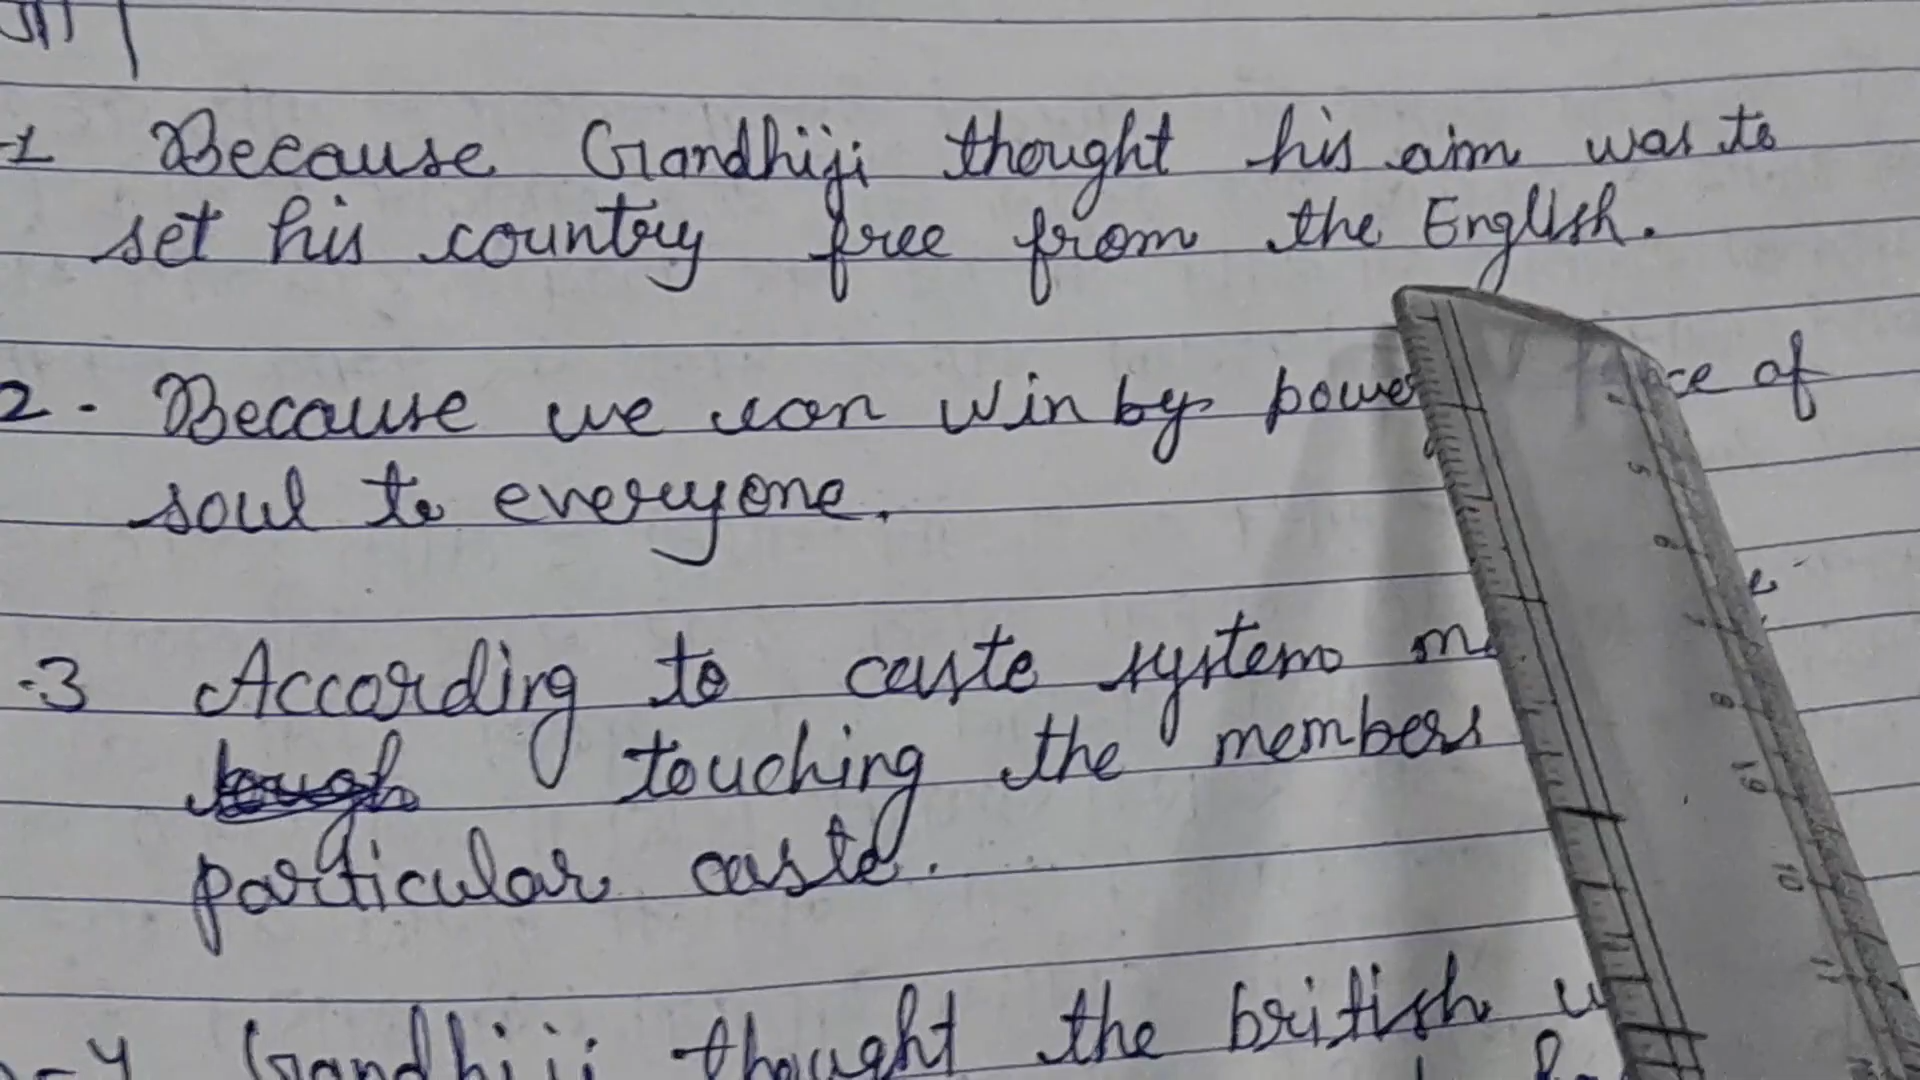 -1 Because Gandhiji thought his aim was to
set his country free from the English.
2 - Because we can win by power of
soul to everyone.
-3 According to caste system
touching the members
particular caste.
-4 Gandhiji thought the british